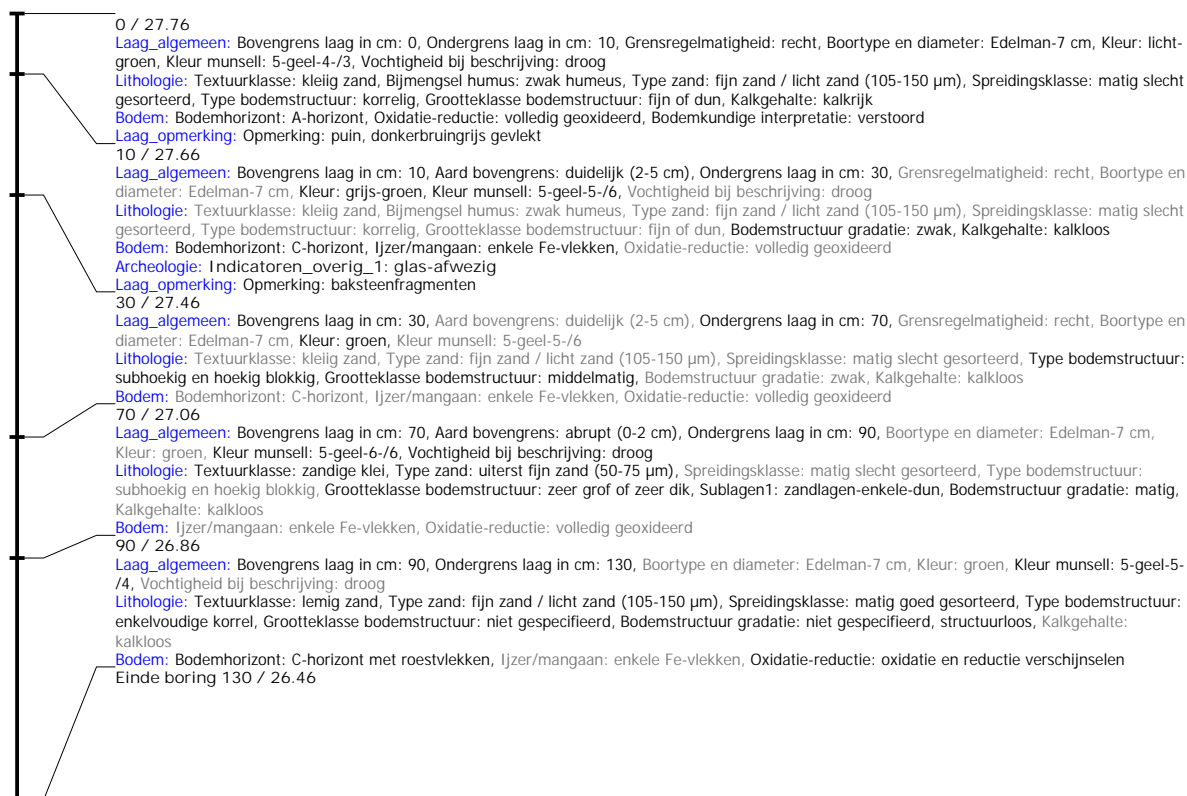 0 / 27.76
Laag_algemeen: Bovengrens laag in cm: 0, Ondergrens laag in cm: 10, Grensregelmatigheid: recht, Boortype en diameter: Edelman-7 cm, Kleur: licht-
groen, Kleur munsell: 5-geel-4-/3, Vochtigheid bij beschrijving: droog
Lithologie: Textuurklasse: kleiig zand, Bijmengsel humus: zwak humeus, Type zand: fijn zand / licht zand (105-150 µm), Spreidingsklasse: matig slecht
gesorteerd, Type bodemstructuur: korrelig, Grootteklasse bodemstructuur: fijn of dun, Kalkgehalte: kalkrijk
Bodem: Bodemhorizont: A-horizont, Oxidatie-reductie: volledig geoxideerd, Bodemkundige interpretatie: verstoord
Laag_opmerking: Opmerking: puin, donkerbruingrijs gevlekt
10 / 27.66
Laag_algemeen: Bovengrens laag in cm: 10, Aard bovengrens: duidelijk (2-5 cm), Ondergrens laag in cm: 30, Grensregelmatigheid: recht, Boortype en
diameter: Edelman-7 cm, Kleur: grijs-groen, Kleur munsell: 5-geel-5-/6, Vochtigheid bij beschrijving: droog
Lithologie: Textuurklasse: kleiig zand, Bijmengsel humus: zwak humeus, Type zand: fijn zand / licht zand (105-150 µm), Spreidingsklasse: matig slecht
gesorteerd, Type bodemstructuur: korrelig, Grootteklasse bodemstructuur: fijn of dun, Bodemstructuur gradatie: zwak, Kalkgehalte: kalkloos
Bodem: Bodemhorizont: C-horizont, Ijzer/mangaan: enkele Fe-vlekken, Oxidatie-reductie: volledig geoxideerd
Archeologie: Indicatoren_overig_1: glas-afwezig
Laag_opmerking: Opmerking: baksteenfragmenten
30 / 27.46
Laag_algemeen: Bovengrens laag in cm: 30, Aard bovengrens: duidelijk (2-5 cm), Ondergrens laag in cm: 70, Grensregelmatigheid: recht, Boortype en
diameter: Edelman-7 cm, Kleur: groen, Kleur munsell: 5-geel-5-/6
Lithologie: Textuurklasse: kleiig zand, Type zand: fijn zand / licht zand (105-150 µm), Spreidingsklasse: matig slecht gesorteerd, Type bodemstructuur:
subhoekig en hoekig blokkig, Grootteklasse bodemstructuur: middelmatig, Bodemstructuur gradatie: zwak, Kalkgehalte: kalkloos
Bodem: Bodemhorizont: C-horizont, Ijzer/mangaan: enkele Fe-vlekken, Oxidatie-reductie: volledig geoxideerd
70 / 27.06
Laag_algemeen: Bovengrens laag in cm: 70, Aard bovengrens: abrupt (0-2 cm), Ondergrens laag in cm: 90, Boortype en diameter: Edelman-7 cm,
Kleur: groen, Kleur munsell: 5-geel-6-/6, Vochtigheid bij beschrijving: droog
Lithologie: Textuurklasse: zandige klei, Type zand: uiterst fijn zand (50-75 µm), Spreidingsklasse: matig slecht gesorteerd, Type bodemstructuur:
subhoekig en hoekig blokkig, Grootteklasse bodemstructuur: zeer grof of zeer dik, Sublagen1: zandlagen-enkele-dun, Bodemstructuur gradatie: matig,
Kalkgehalte: kalkloos
Bodem: Ijzer/mangaan: enkele Fe-vlekken, Oxidatie-reductie: volledig geoxideerd
90 / 26.86
Laag_algemeen: Bovengrens laag in cm: 90, Ondergrens laag in cm: 130, Boortype en diameter: Edelman-7 cm, Kleur: groen, Kleur munsell: 5-geel-5-
/4, Vochtigheid bij beschrijving: droog
Lithologie: Textuurklasse: lemig zand, Type zand: fijn zand / licht zand (105-150 µm), Spreidingsklasse: matig goed gesorteerd, Type bodemstructuur:
enkelvoudige korrel, Grootteklasse bodemstructuur: niet gespecifieerd, Bodemstructuur gradatie: niet gespecifieerd, structuurloos, Kalkgehalte:
kalkloos
Bodem: Bodemhorizont: C-horizont met roestvlekken, Ijzer/mangaan: enkele Fe-vlekken, Oxidatie-reductie: oxidatie en reductie verschijnselen
Einde boring 130 / 26.46